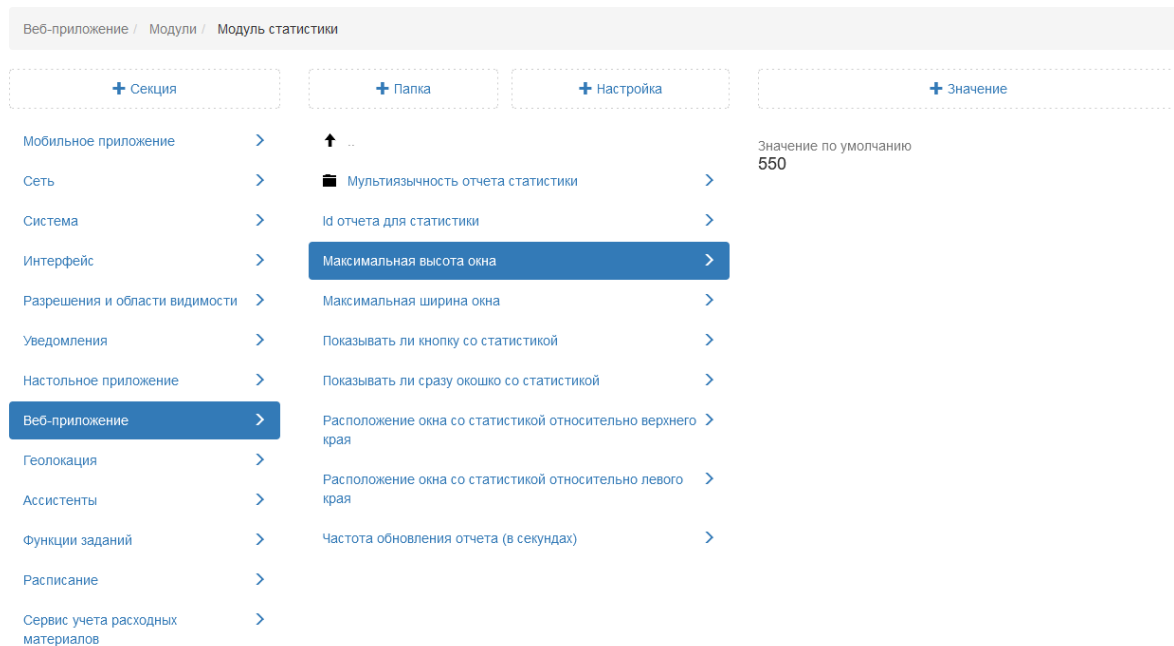 Веб-приложение / Модули / Модуль статистики
Секция
Папка
Настройка
Значение
Мобильное приложение
Сеть
Система
Интерфейс
Разрешения и области видимости
Уведомления
Настольное приложение
Веб-приложение
Геолокация
Ассистенты
Функции заданий
Расписание
Сервис учета расходных
материалов
..
Мультиязычность отчета статистики
Id отчета для статистики
Максимальная высота окна
Максимальная ширина окна
Показывать ли кнопку со статистикой
Показывать ли сразу окошко со статистикой
Расположение окна со статистикой относительно верхнего
края
Расположение окна со статистикой относительно левого
края
Частота обновления отчета (в секундах)
Значение по умолчанию
550